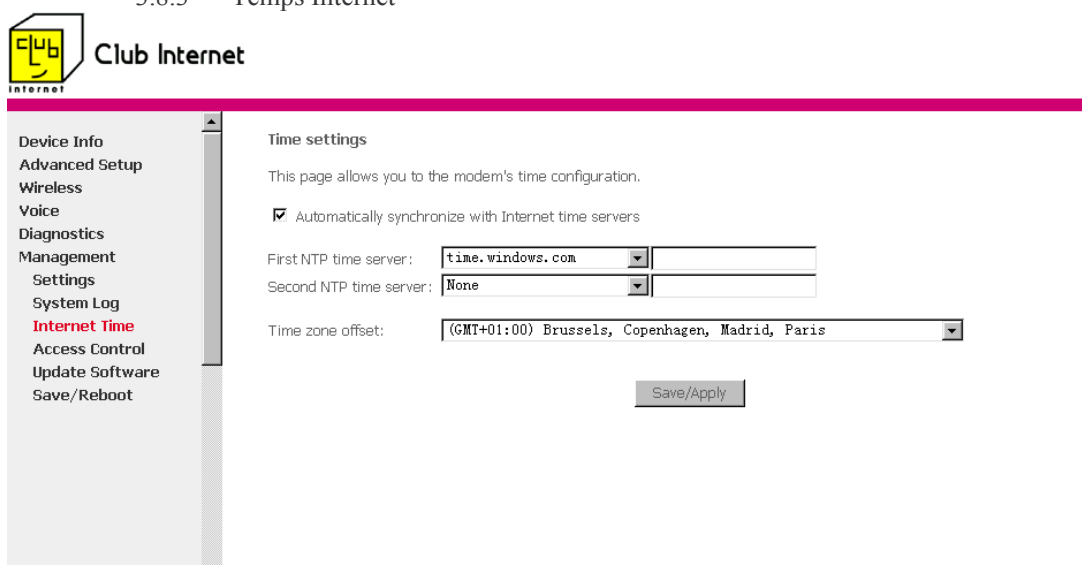 Temps Internet
club
internet
Club Internet
Device Info
Advanced Setup
Wireless
Voice
Diagnostics
Management
Settings
System Log
Internet Time
Access Control
Update Software
Save/Reboot
Time settings
This page allows you to the modem's time configuration.
Automatically synchronize with Internet time servers
First NTP time server: time.windows.com
Second NTP time server: None
Time zone offset: (GMT+01:00) Brussels, Copenhagen, Madrid, Paris
Save/Apply